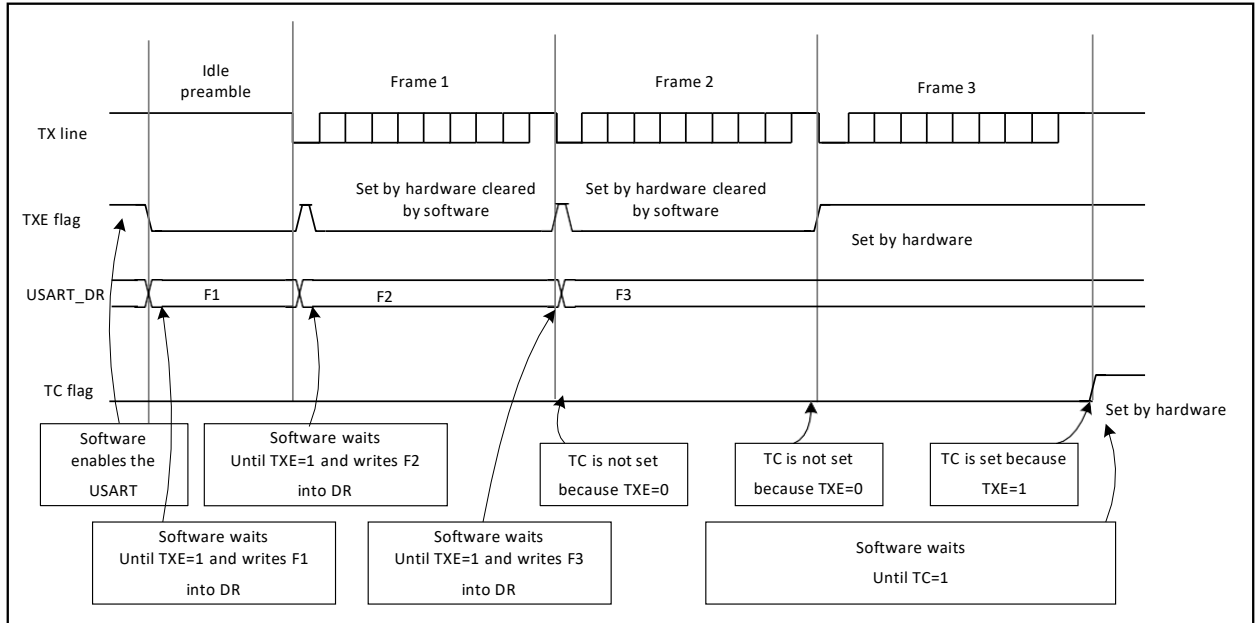 Idle
preamble
Frame 1
Frame 2
Frame 3
TX line
Set by hardware cleared
by software
Set by hardware cleared
by software
TXE flag
Set by hardware
USART_DR
F1
F2
F3
TC flag
Set by hardware
Software
enables the
USART
Software waits
Until TXE=1 and writes F2
into DR
TC is not set
because TXE=0
TC is not set
because TXE=0
TC is set because
TXE=1
Software waits
Until TXE=1 and writes F1
into DR
Software waits
Until TXE=1 and writes F3
into DR
Software waits
Until TC=1